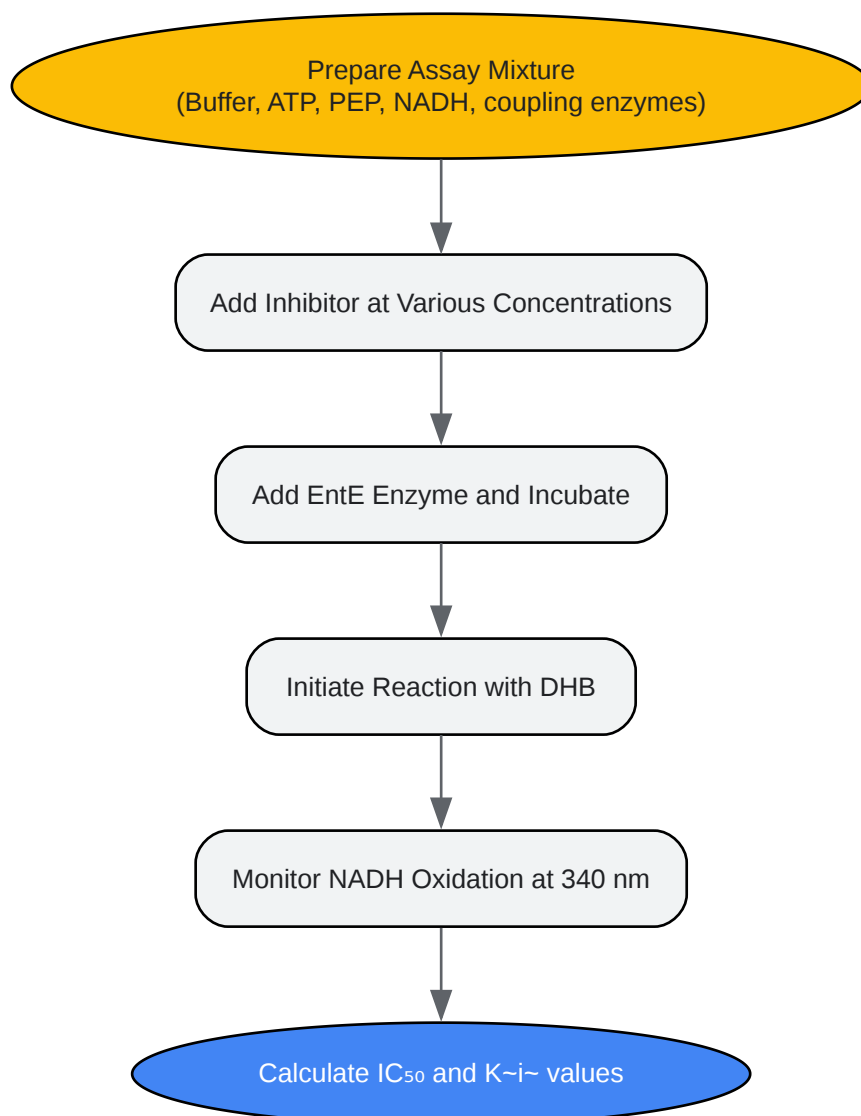 Prepare Assay Mixture
(Buffer, ATP, PEP, NADH, coupling enzymes)
Add Inhibitor at Various Concentrations
Add EntE Enzyme and Incubate
Initiate Reaction with DHB
Monitor NADH Oxidation at 340 nm
Calculate IC₅₀ and K~i~ values